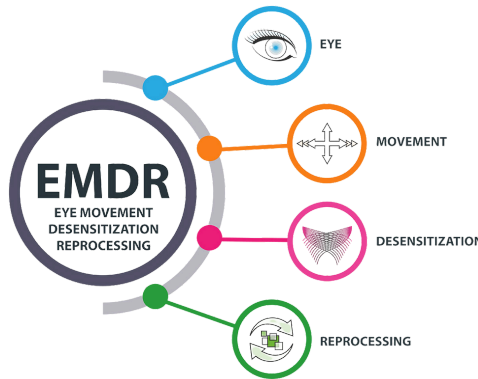 EMDR
EYE MOVEMENT
DESENSITIZATION
REPROCESSING
EYE
MOVEMENT
DESENSITIZATION
REPROCESSING